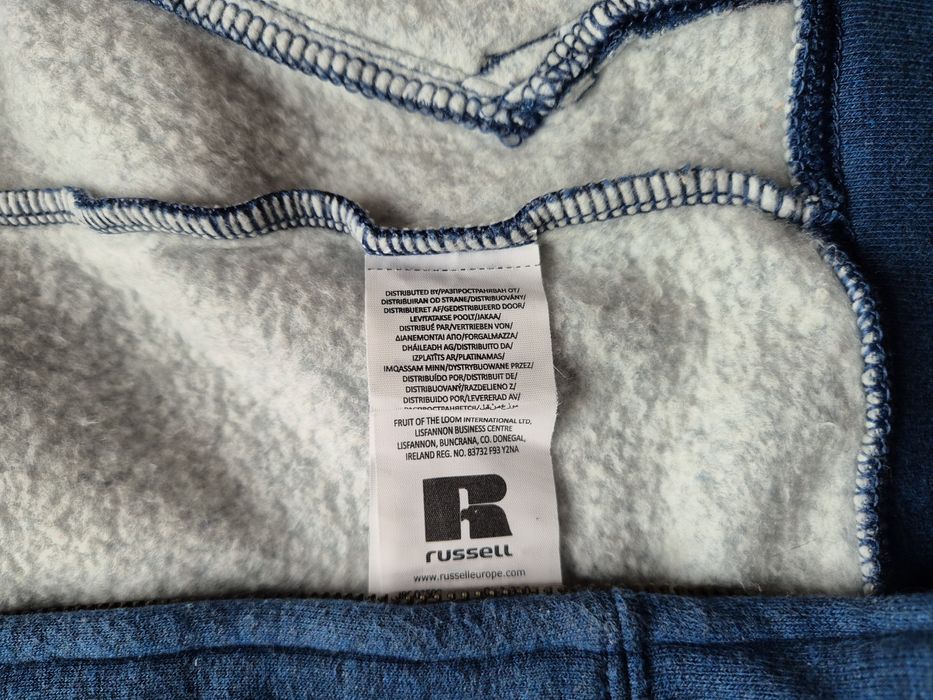 DISTRIBUTED BY/РАЗПРОСТРАНЯВАН ОТ/
DISTRIBUIRAN OD STRANE/DISTRIBUOVÁNY/
DISTRIBUERET AF/GEDISTRIBUEERD DOOR/
LEVITATAKSE POOLT/JAKAA/
DISTRIBUÉ PAR/VERTRIEBEN VON/
ΔΙΑΝΕΜΟΝΤΑΙ ΑΠΟ/FORGALMAZZA/
DHÁILEADH AG/DISTRIBUITO DA/
IZPLATĪTS AR/PLATINAMAS/
IMQASSAM MINN/DYSTRYBUOWANE PRZEZ/
DISTRIBUÍDO POR/DISTRIBUIT DE/
DISTRIBUOVANÝ/RAZDELJENO Z/
DISTRIBUIDO POR/LEVERERAD AV/
FRUIT OF THE LOOM INTERNATIONAL LTD,
LISFANNON BUSINESS CENTRE
LISFANNON, BUNCRANA, CO. DONEGAL,
IRELAND REG. NO. 83732 F93 Y2NA
R
russell
www.russelleurope.com